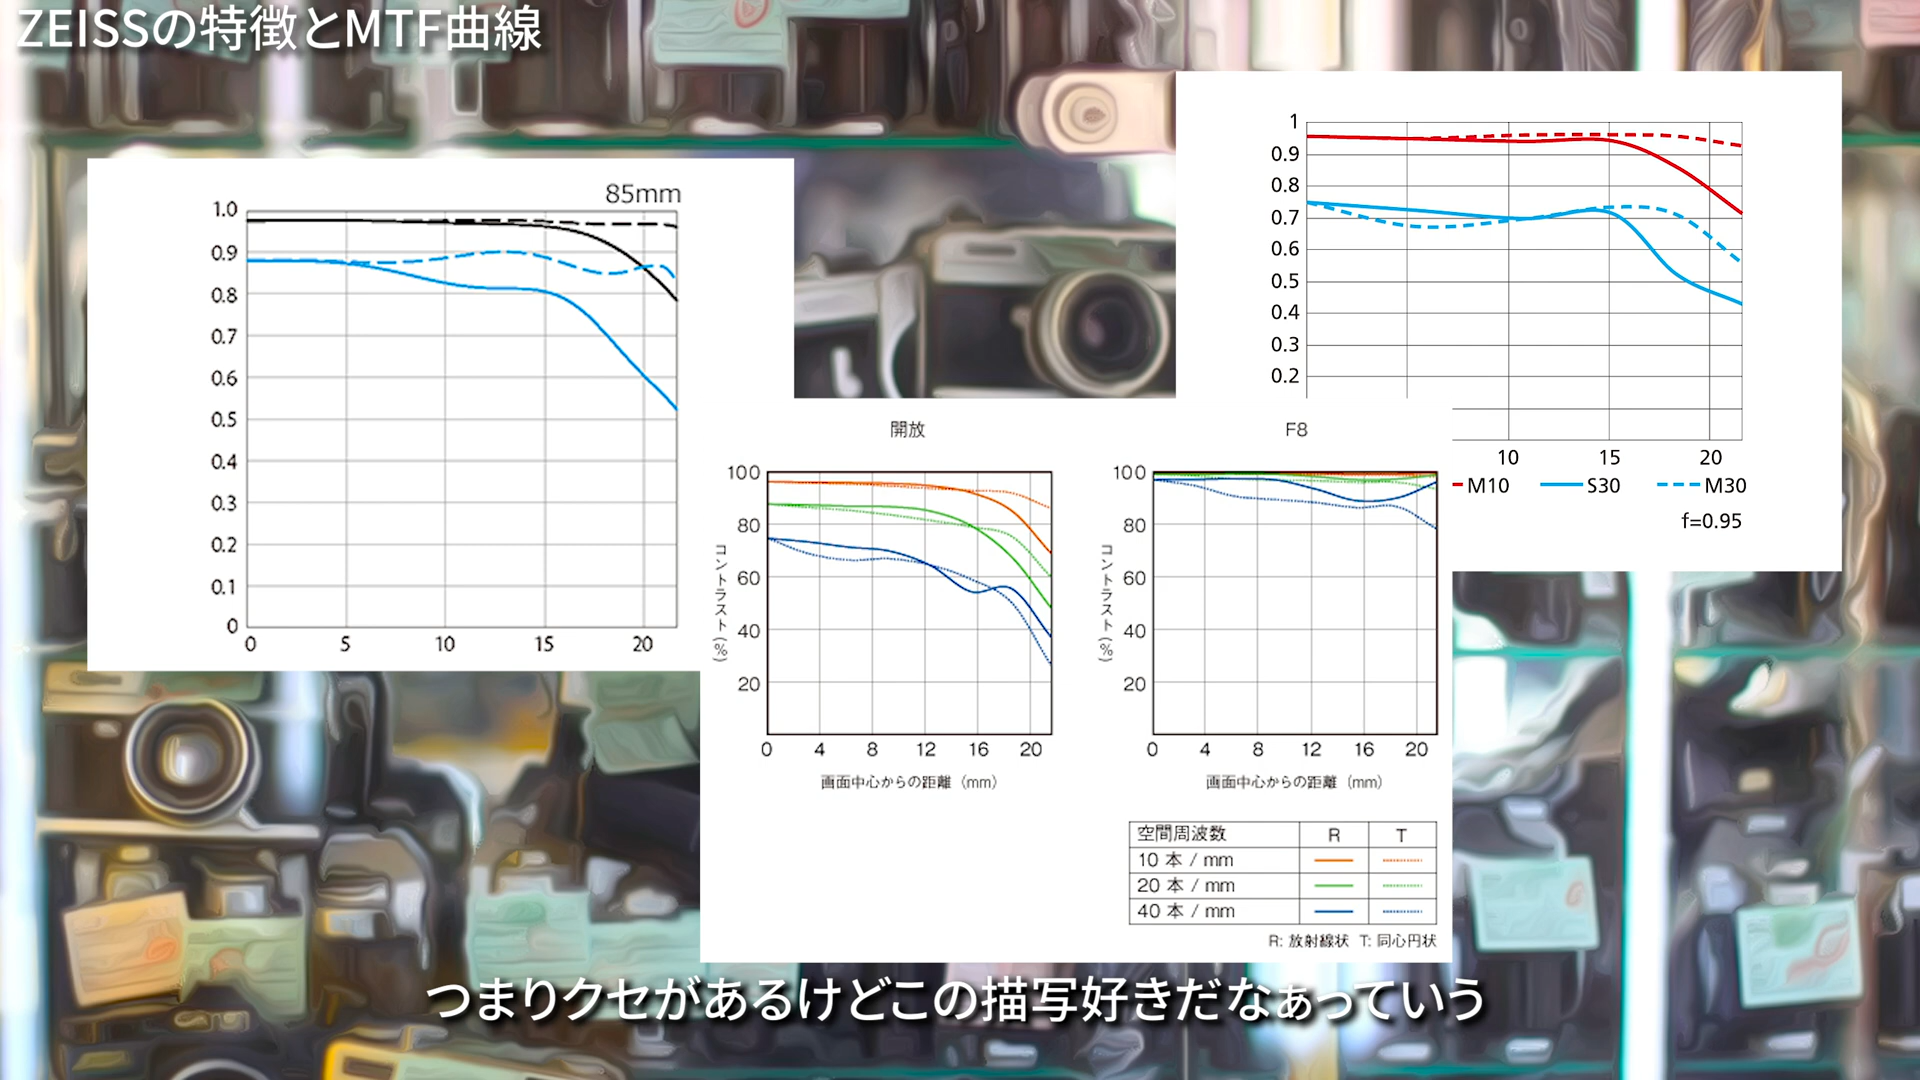 ZEISSの特徴とMTF曲線
85mm
1.0
0.9
0.8
0.7
0.6
0.5
0.4
0.3
0.2
0.1
0
0 5 10 15 20
1
0.9
0.8
0.7
0.6
0.5
0.4
0.3
0.2
10 15 20
M10 S30 M30
f=0.95
開放
100
80
60
40
20
コントラスト(%)
0 4 8 12 16 20
画面中心からの距離 (mm)
F8
100
80
60
40
20
コントラスト(%)
0 4 8 12 16 20
画面中心からの距離 (mm)
空間周波数 R T
10 本 / mm
20 本 / mm
40 本 / mm
R: 放射線状 T: 同心円状
つまりクセがあるけどこの描写好きだなぁっていう